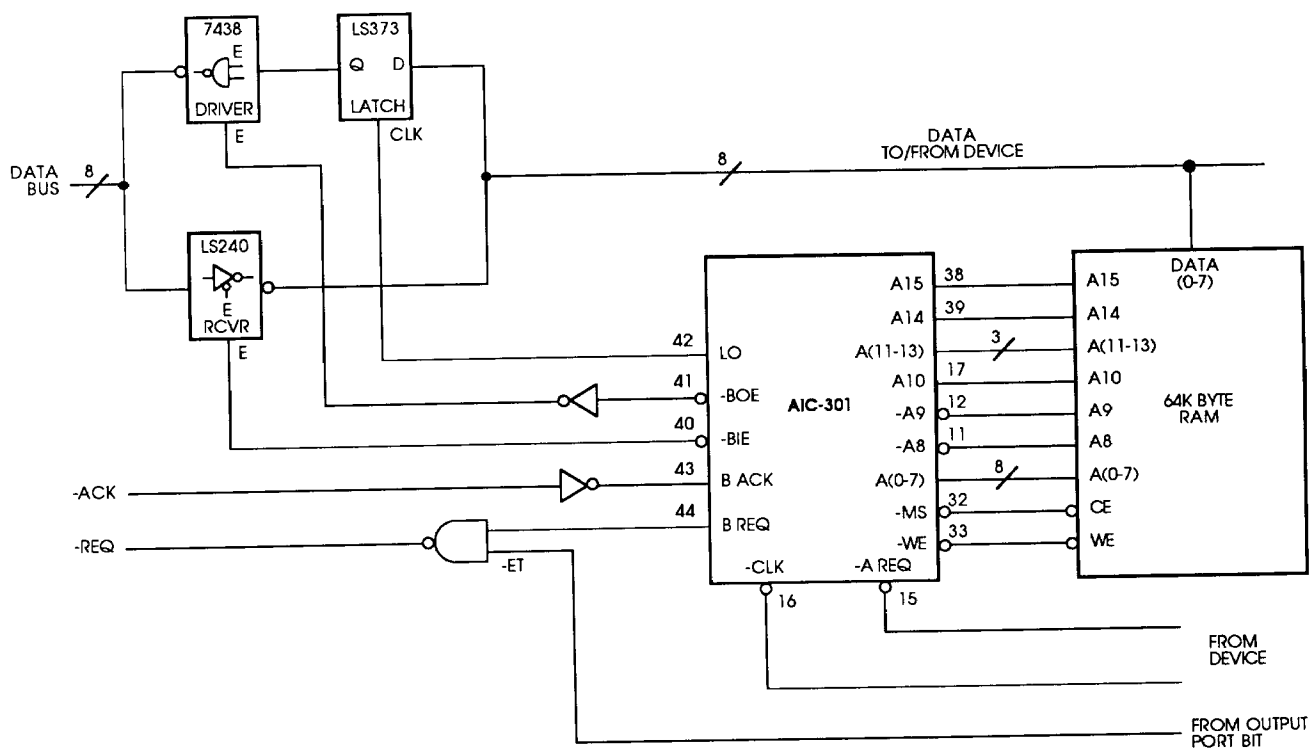 7438
E
DRIVER
E
LS373
Q D
LATCH
CLK
DATA
BUS
8
LS240
E
RCVR
E
8
DATA
TO/FROM DEVICE
AIC-301
42 LO
41 -BOE
40 -BIE
43 B ACK
44 B REQ
-CLK
16
-A REQ
15
A15 38
A14 39
A(11-13) 3
A10 17
-A9 12
-A8 11
A(0-7) 8
-MS 32
-WE 33
DATA
(0-7)
A15
A14
A(11-13)
A10
A9
A8
A(0-7)
CE
WE
64K BYTE
RAM
-ACK
-REQ
-ET
FROM
DEVICE
FROM OUTPUT
PORT BIT